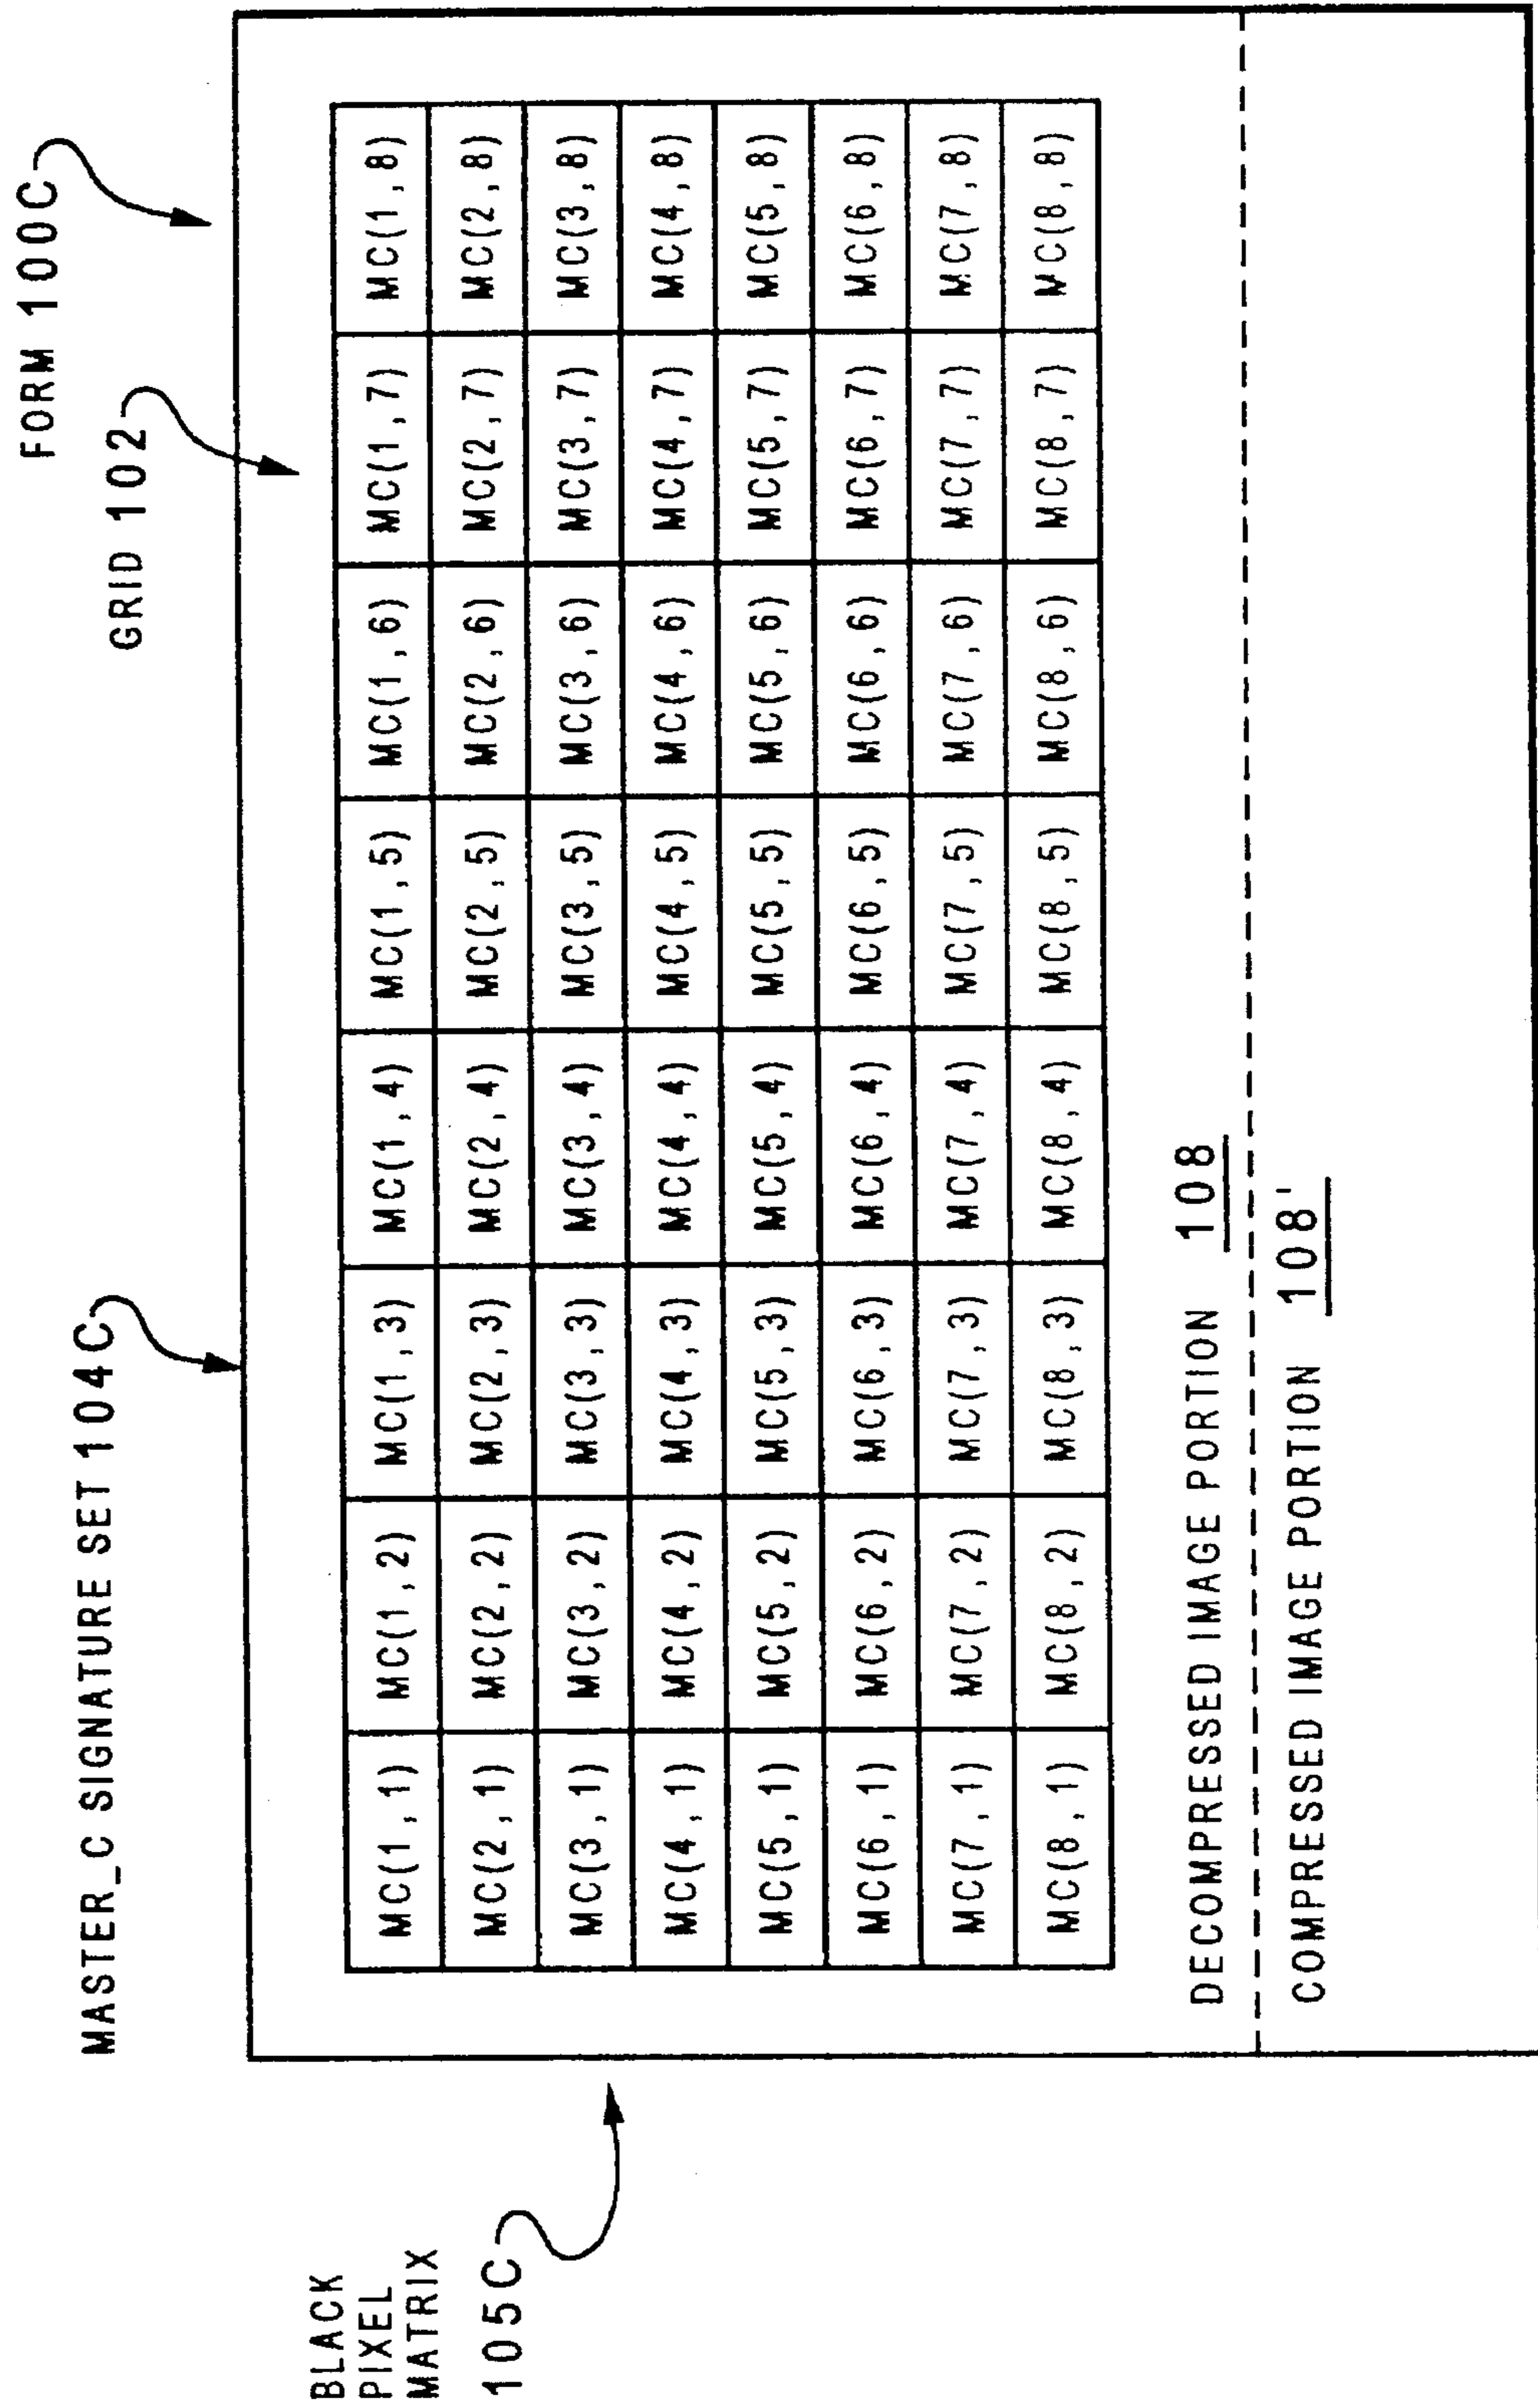 FORM 100C
GRID 102
MASTER_C SIGNATURE SET 104C
BLACK
PIXEL
MATRIX
105C
MC(1,1) MC(1,2) MC(1,3) MC(1,4) MC(1,5) MC(1,6) MC(1,7) MC(1,8)
MC(2,1) MC(2,2) MC(2,3) MC(2,4) MC(2,5) MC(2,6) MC(2,7) MC(2,8)
MC(3,1) MC(3,2) MC(3,3) MC(3,4) MC(3,5) MC(3,6) MC(3,7) MC(3,8)
MC(4,1) MC(4,2) MC(4,3) MC(4,4) MC(4,5) MC(4,6) MC(4,7) MC(4,8)
MC(5,1) MC(5,2) MC(5,3) MC(5,4) MC(5,5) MC(5,6) MC(5,7) MC(5,8)
MC(6,1) MC(6,2) MC(6,3) MC(6,4) MC(6,5) MC(6,6) MC(6,7) MC(6,8)
MC(7,1) MC(7,2) MC(7,3) MC(7,4) MC(7,5) MC(7,6) MC(7,7) MC(7,8)
MC(8,1) MC(8,2) MC(8,3) MC(8,4) MC(8,5) MC(8,6) MC(8,7) MC(8,8)
DECOMPRESSED IMAGE PORTION 108
COMPRESSED IMAGE PORTION 108'